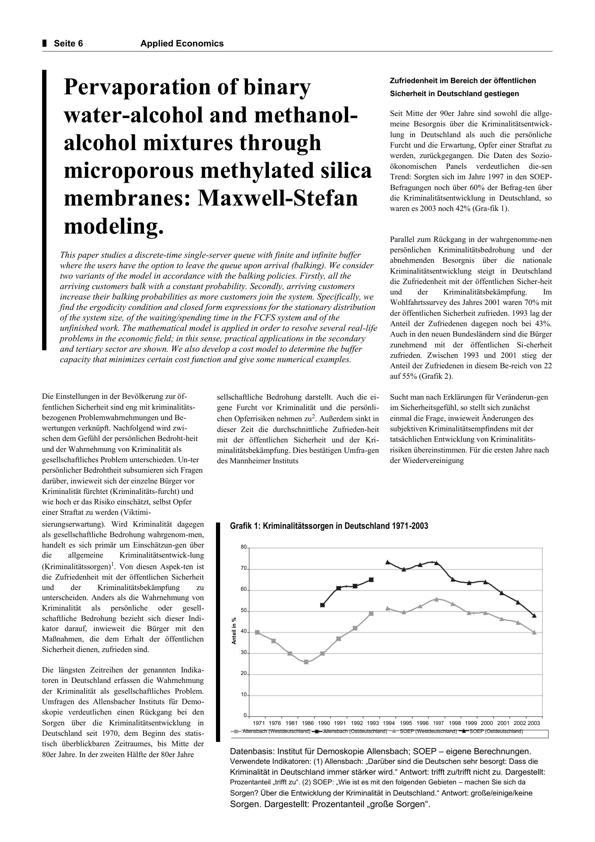 Seite 6
Applied Economics
Pervaporation of binary
water-alcohol and methanol-
alcohol mixtures through
microporous methylated silica
membranes: Maxwell-Stefan
modeling.
This paper studies a discrete-time single-server queue with finite and infinite buffer
where the users have the option to leave the queue upon arrival (balking). We consider
two variants of the model in accordance with the balking policies. Firstly, all the
arriving customers balk with a constant probability. Secondly, arriving customers
increase their balking probabilities as more customers join the system. Specifically, we
find the ergodicity condition and closed form expressions for the stationary distribution
of the system size, of the waiting/spending time in the FCFS system and of the
unfinished work. The mathematical model is applied in order to resolve several real-life
problems in the economic field; in this sense, practical applications in the secondary
and tertiary sector are shown. We also develop a cost model to determine the buffer
capacity that minimizes certain cost function and give some numerical examples.
Die Einstellungen in der Bevölkerung zur öf-
fentlichen Sicherheit sind eng mit kriminalitäts-
bezogenen Problemwahrnehmungen und Be-
wertungen verknüpft. Nachfolgend wird zwi-
schen dem Gefühl der persönlichen Bedroht-heit
und der Wahrnehmung von Kriminalität als
gesellschaftliches Problem unterschieden. Un-ter
persönlicher Bedrohtheit subsumieren sich Fragen
darüber, inwieweit sich der einzelne Bürger vor
Kriminalität fürchtet (Kriminalitäts-furcht) und
wie hoch er das Risiko einschätzt, selbst Opfer
einer Straftat zu werden (Viktimi-
sierungserwartung). Wird Kriminalität dagegen
als gesellschaftliche Bedrohung wahrgenom-men,
handelt es sich primär um Einschätzun-gen über
die allgemeine Kriminalitätsentwick-lung
(Kriminalitätssorgen)1. Von diesen Aspek-ten ist
die Zufriedenheit mit der öffentlichen Sicherheit
und der Kriminalitätsbekämpfung zu
unterscheiden. Anders als die Wahrnehmung von
Kriminalität als persönliche oder gesell-
schaftliche Bedrohung bezieht sich dieser Indi-
kator darauf, inwieweit die Bürger mit den
Maßnahmen, die dem Erhalt der öffentlichen
Sicherheit dienen, zufrieden sind.
Die längsten Zeitreihen der genannten Indika-
toren in Deutschland erfassen die Wahrnehmung
der Kriminalität als gesellschaftliches Problem.
Umfragen des Allensbacher Instituts für Demo-
skopie verdeutlichen einen Rückgang bei den
Sorgen über die Kriminalitätsentwicklung in
Deutschland seit 1970, dem Beginn des statis-
tisch überblickbaren Zeitraumes, bis Mitte der
80er Jahre. In der zweiten Hälfte der 80er Jahre
sellschaftliche Bedrohung darstellt. Auch die ei-
gene Furcht vor Kriminalität und die persönli-
chen Opferrisiken nehmen zu2. Außerdem sinkt in
dieser Zeit die durchschnittliche Zufrieden-heit
mit der öffentlichen Sicherheit und der Kri-
minalitätsbekämpfung. Dies bestätigen Umfra-gen
des Mannheimer Instituts
Zufriedenheit im Bereich der öffentlichen
Sicherheit in Deutschland gestiegen
Seit Mitte der 90er Jahre sind sowohl die allge-
meine Besorgnis über die Kriminalitätsentwick-
lung in Deutschland als auch die persönliche
Furcht und die Erwartung, Opfer einer Straftat zu
werden, zurückgegangen. Die Daten des Sozio-
ökonomischen Panels verdeutlichen die-sen
Trend: Sorgten sich im Jahre 1997 in den SOEP-
Befragungen noch über 60% der Befrag-ten über
die Kriminalitätsentwicklung in Deutschland, so
waren es 2003 noch 42% (Gra-fik 1).
Parallel zum Rückgang in der wahrgenomme-nen
persönlichen Kriminalitätsbedrohung und der
abnehmenden Besorgnis über die nationale
Kriminalitätsentwicklung steigt in Deutschland
die Zufriedenheit mit der öffentlichen Sicher-heit
und der Kriminalitätsbekämpfung. Im
Wohlfahrtssurvey des Jahres 2001 waren 70% mit
der öffentlichen Sicherheit zufrieden. 1993 lag der
Anteil der Zufriedenen dagegen noch bei 43%.
Auch in den neuen Bundesländern sind die Bürger
zunehmend mit der öffentlichen Si-cherheit
zufrieden. Zwischen 1993 und 2001 stieg der
Anteil der Zufriedenen in diesem Be-reich von 22
auf 55% (Grafik 2).
Sucht man nach Erklärungen für Veränderun-gen
im Sicherheitsgefühl, so stellt sich zunächst
einmal die Frage, inwieweit Änderungen des
subjektiven Kriminalitätsempfindens mit der
tatsächlichen Entwicklung von Kriminalitäts-
risiken übereinstimmen. Für die ersten Jahre nach
der Wiedervereinigung
Grafik 1: Kriminalitätssorgen in Deutschland 1971-2003
80
70
60
50
40
30
20
10
0
Anteil in %
1971 1976 1981 1986 1990 1991 1992 1993 1994 1995 1996 1997 1998 1999 2000 2001 2002 2003
Allensbach (Westdeutschland) Allensbach (Ostdeutschland) SOEP (Westdeutschland) SOEP (Ostdeutschland)
Datenbasis: Institut für Demoskopie Allensbach; SOEP – eigene Berechnungen.
Verwendete Indikatoren: (1) Allensbach: „Darüber sind die Deutschen sehr besorgt: Dass die
Kriminalität in Deutschland immer stärker wird.“ Antwort: trifft zu/trifft nicht zu. Dargestellt:
Prozentanteil „trifft zu“. (2) SOEP: „Wie ist es mit den folgenden Gebieten – machen Sie sich da
Sorgen? Über die Entwicklung der Kriminalität in Deutschland.“ Antwort: große/einige/keine
Sorgen. Dargestellt: Prozentanteil „große Sorgen“.